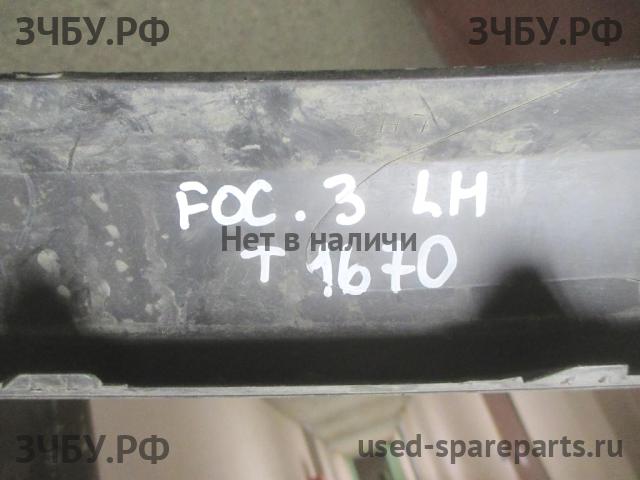 ЗЧБУ.РФ ЗЧБУ.РФ
FOC. 3 LH
Нет в наличи
T 1670
ЗЧБУ.РФ used-spareparts.ru